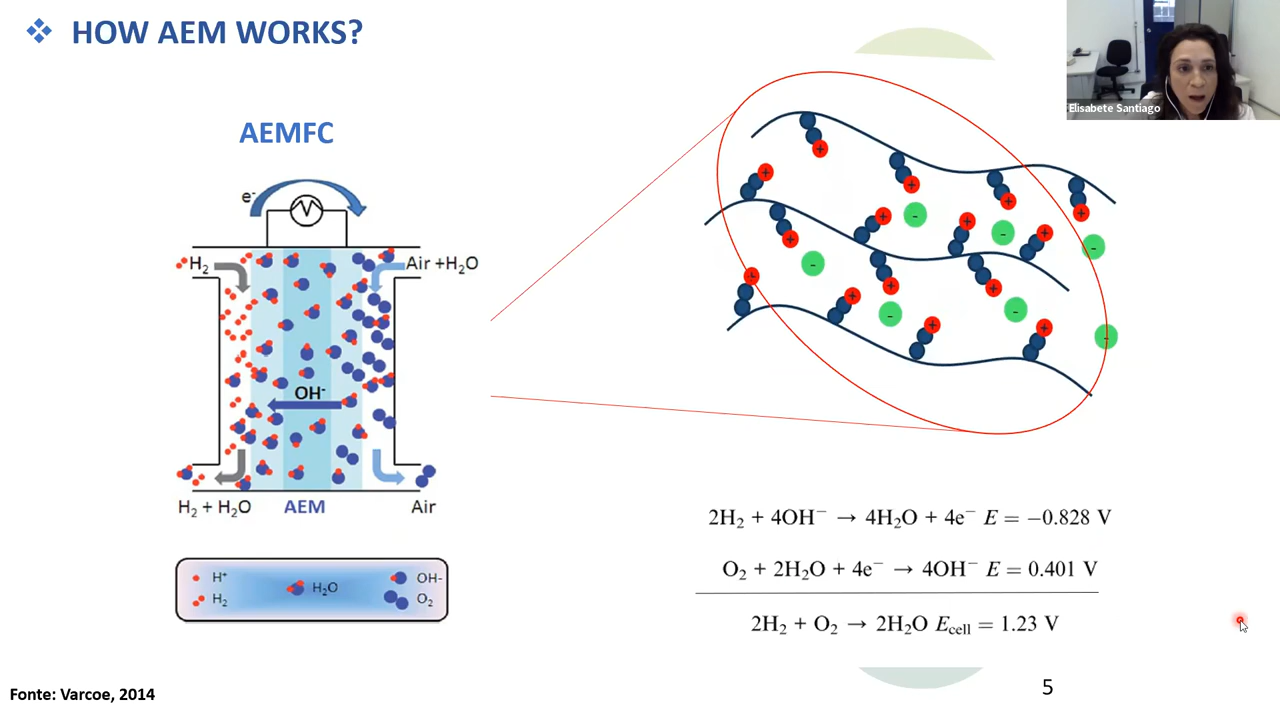 ❖ HOW AEM WORKS?
Elisabete Santiago
AEMFC
e⁻
H₂
Air +H₂O
OH⁻
H₂ + H₂O
AEM
Air
H⁺
H₂
H₂O
OH-
O₂
+ + + + + + + + + + + + + + + +
- - - - - - -
2H₂ + 4OH⁻ → 4H₂O + 4e⁻ E = −0.828 V
O₂ + 2H₂O + 4e⁻ → 4OH⁻ E = 0.401 V
2H₂ + O₂ → 2H₂O E_cell = 1.23 V
Fonte: Varcoe, 2014
5